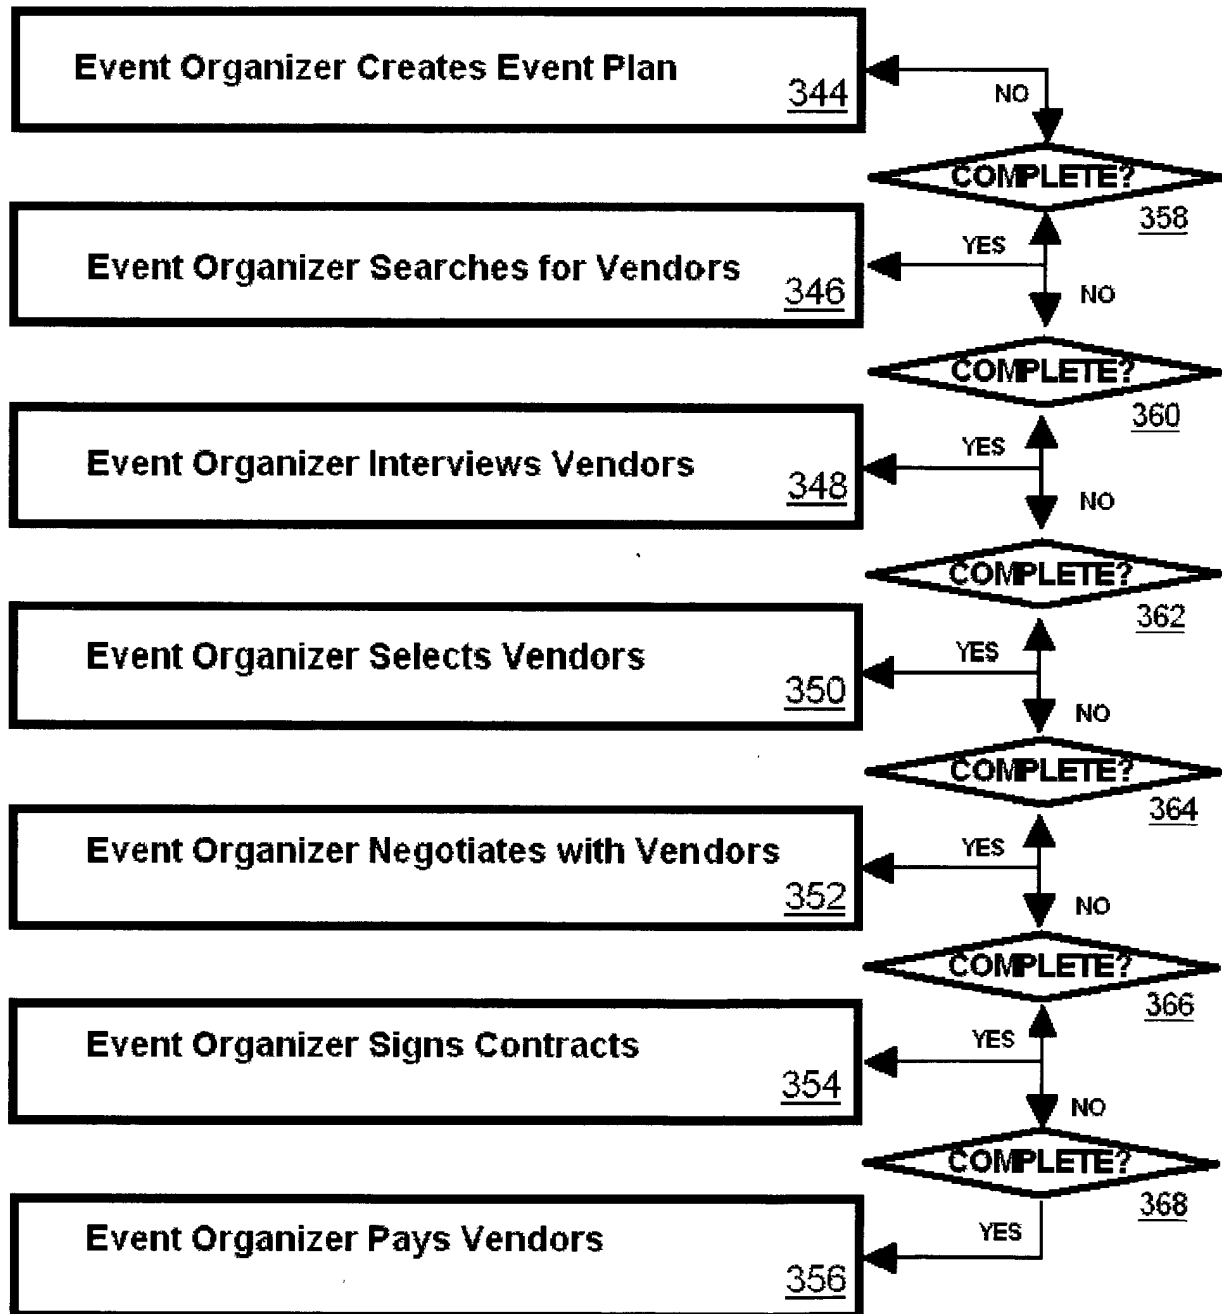 Event Organizer Creates Event Plan
344
NO
COMPLETE?
358
YES
Event Organizer Searches for Vendors
346
NO
COMPLETE?
360
YES
Event Organizer Interviews Vendors
348
NO
COMPLETE?
362
YES
Event Organizer Selects Vendors
350
NO
COMPLETE?
364
YES
Event Organizer Negotiates with Vendors
352
NO
COMPLETE?
366
YES
Event Organizer Signs Contracts
354
NO
COMPLETE?
368
YES
Event Organizer Pays Vendors
356